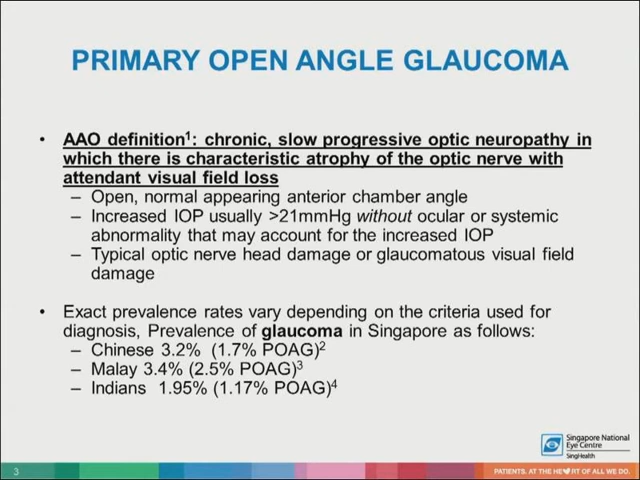 PRIMARY OPEN ANGLE GLAUCOMA
• AAO definition¹: chronic, slow progressive optic neuropathy in
which there is characteristic atrophy of the optic nerve with
attendant visual field loss
– Open, normal appearing anterior chamber angle
– Increased IOP usually >21mmHg without ocular or systemic
abnormality that may account for the increased IOP
– Typical optic nerve head damage or glaucomatous visual field
damage
• Exact prevalence rates vary depending on the criteria used for
diagnosis, Prevalence of glaucoma in Singapore as follows:
– Chinese 3.2% (1.7% POAG)²
– Malay 3.4% (2.5% POAG)³
– Indians 1.95% (1.17% POAG)⁴
Singapore National
Eye Centre
SingHealth
3
PATIENTS. AT THE HE♥RT OF ALL WE DO.